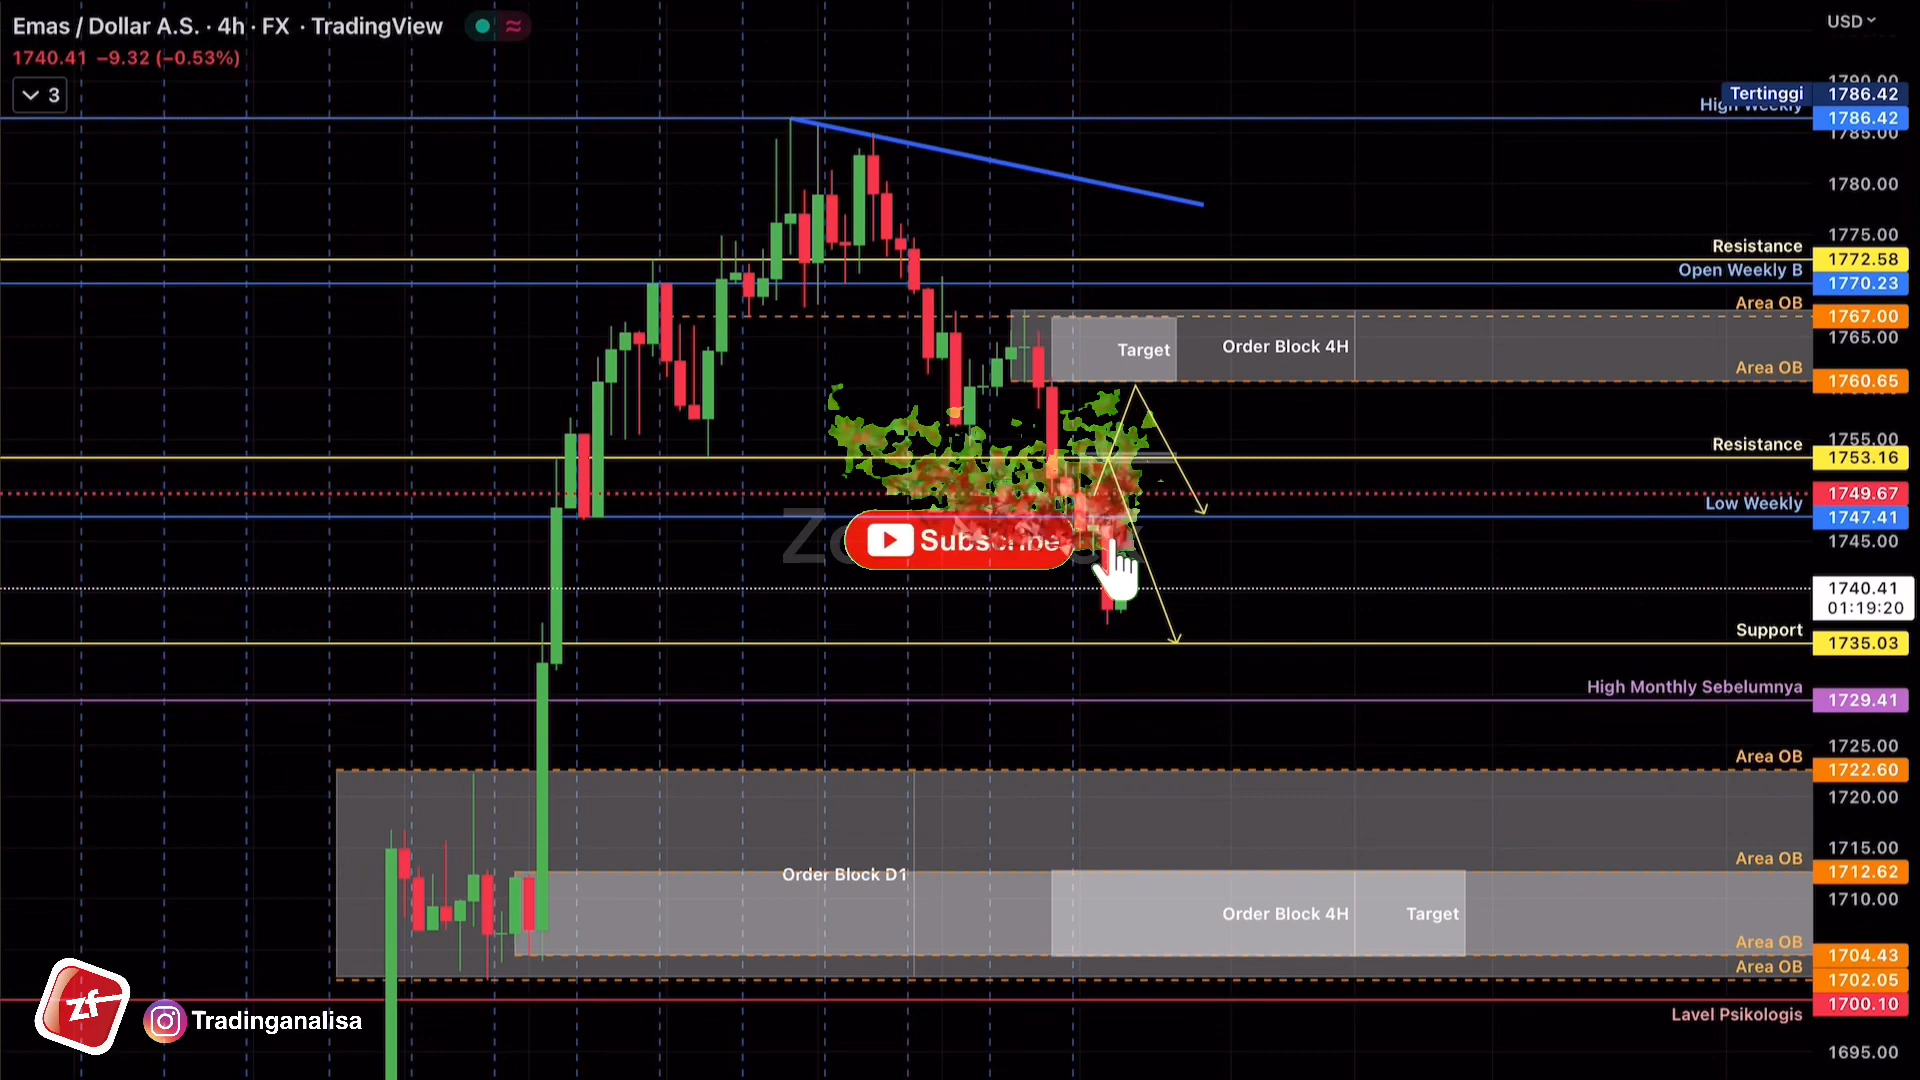 Emas / Dollar A.S. · 4h · FX · TradingView
1740.41 −9.32 (−0.53%)
3
USD
1790.00
Tertinggi 1786.42
High Weekly 1786.42
1785.00
1780.00
1775.00
Resistance 1772.58
Open Weekly B 1770.23
Area OB 1767.00
1765.00
Target
Order Block 4H
Area OB 1760.65
1755.00
Resistance 1753.16
1749.67
Low Weekly 1747.41
1745.00
Subscribe
1740.41
01:19:20
Support 1735.03
High Monthly Sebelumnya 1729.41
1725.00
Area OB 1722.60
1720.00
1715.00
Area OB 1712.62
Order Block D1
1710.00
Order Block 4H
Target
Area OB 1704.43
Area OB 1702.05
1700.10
Lavel Psikologis
1695.00
zf
Tradinganalisa